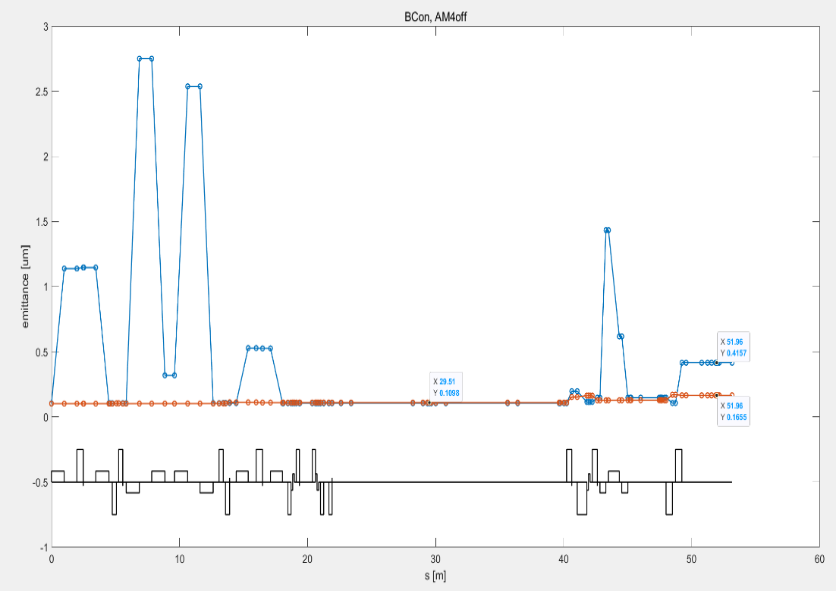 BCon, AM4off
3
2.5
2
1.5
1
0.5
0
-0.5
-1
emittance [um]
X 29.51
Y 0.1098
X 51.96
Y 0.4157
X 51.96
Y 0.1655
0 10 20 30 40 50 60
s [m]